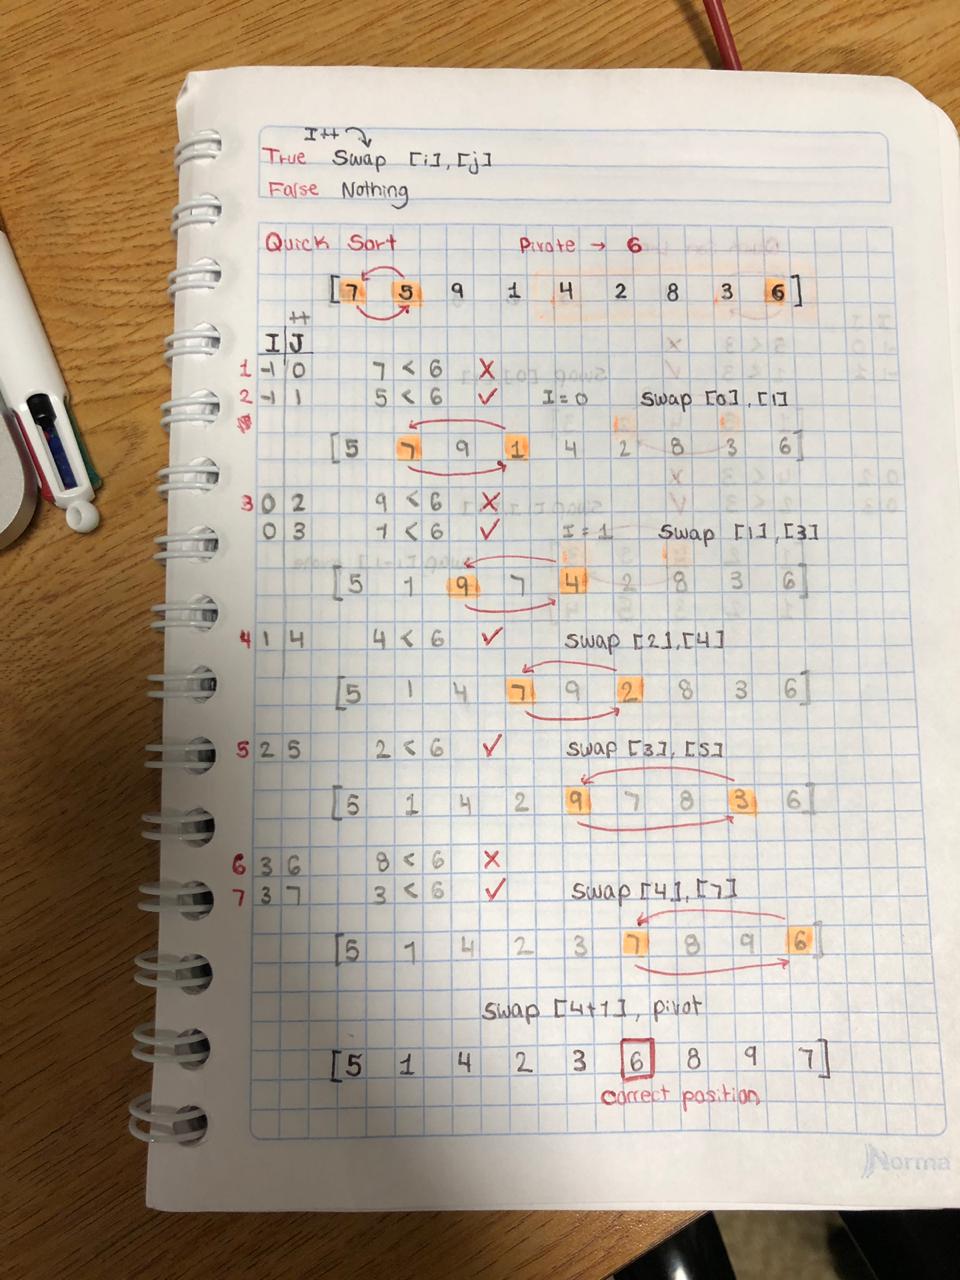 I++
True Swap [i],[j]
False Nothing
Quick Sort Pivote → 6
[7 5 9 1 4 2 8 3 6]
++
I J
1 -1 0 7 < 6 ✗
2 -1 1 5 < 6 ✓ I=0 Swap [0],[1]
[5 7 9 1 4 2 8 3 6]
3 0 2 9 < 6 ✗
0 3 1 < 6 ✓ I=1 Swap [1],[3]
[5 1 9 7 4 2 8 3 6]
4 1 4 4 < 6 ✓ Swap [2],[4]
[5 1 4 7 9 2 8 3 6]
5 2 5 2 < 6 ✓ Swap [3],[5]
[5 1 4 2 9 7 8 3 6]
6 3 6 8 < 6 ✗
7 3 7 3 < 6 ✓ Swap [4],[7]
[5 1 4 2 3 7 8 9 6]
Swap [4+1], pivot
[5 1 4 2 3 6 8 9 7]
correct position
Norma